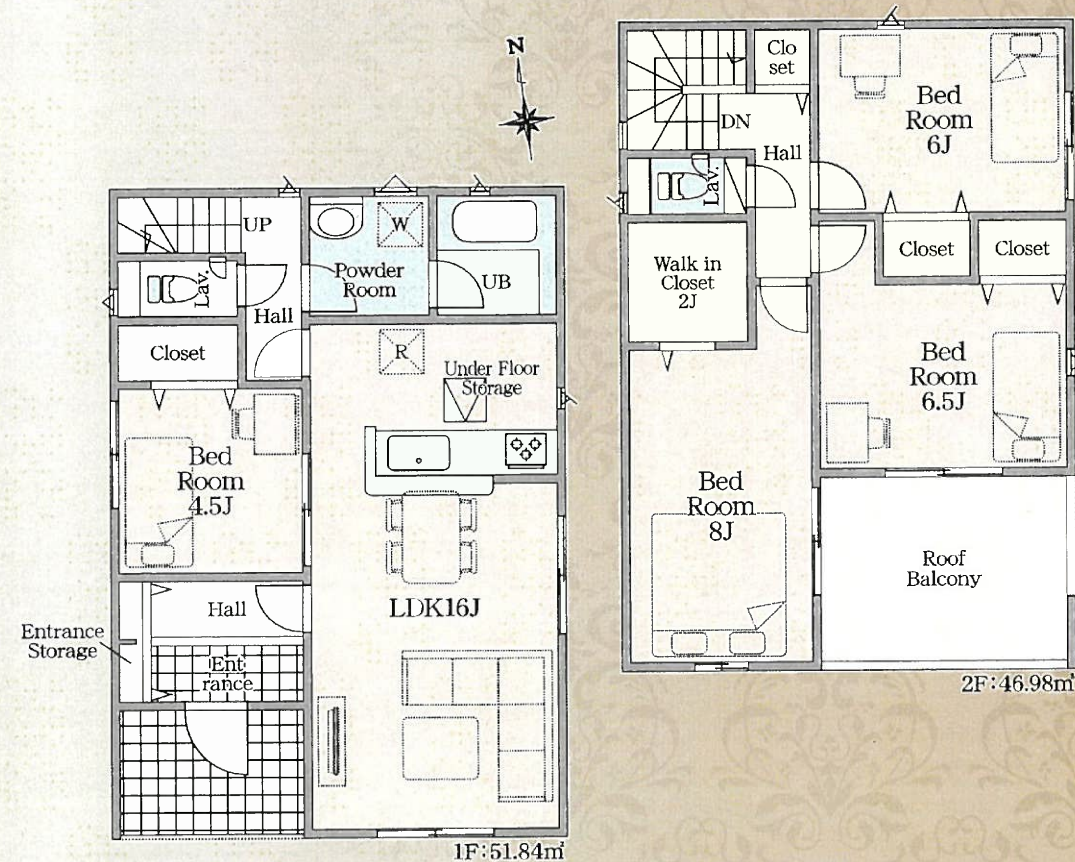 N
UP
W
Lav.
Powder
Room
UB
Hall
Closet
R
Under Floor
Storage
Bed
Room
4.5J
LDK16J
Hall
Entrance
Storage
Ent
rance
1F:51.84㎡
Clo
set
Bed
Room
6J
DN
Hall
Lav.
Walk in
Closet
2J
Closet
Closet
Bed
Room
6.5J
Bed
Room
8J
Roof
Balcony
2F:46.98㎡